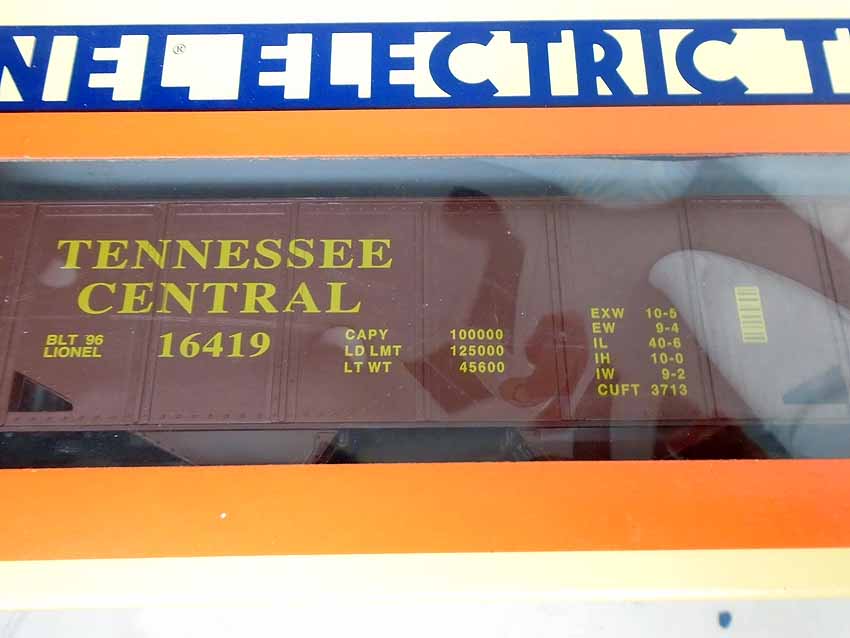 NEL ® ELECTRIC T
TENNESSEE
CENTRAL
BLT 96
LIONEL
16419
CAPY 100000
LD LMT 125000
LT WT 45600
EXW 10-5
EW 9-4
IL 40-6
IH 10-0
IW 9-2
CUFT 3713